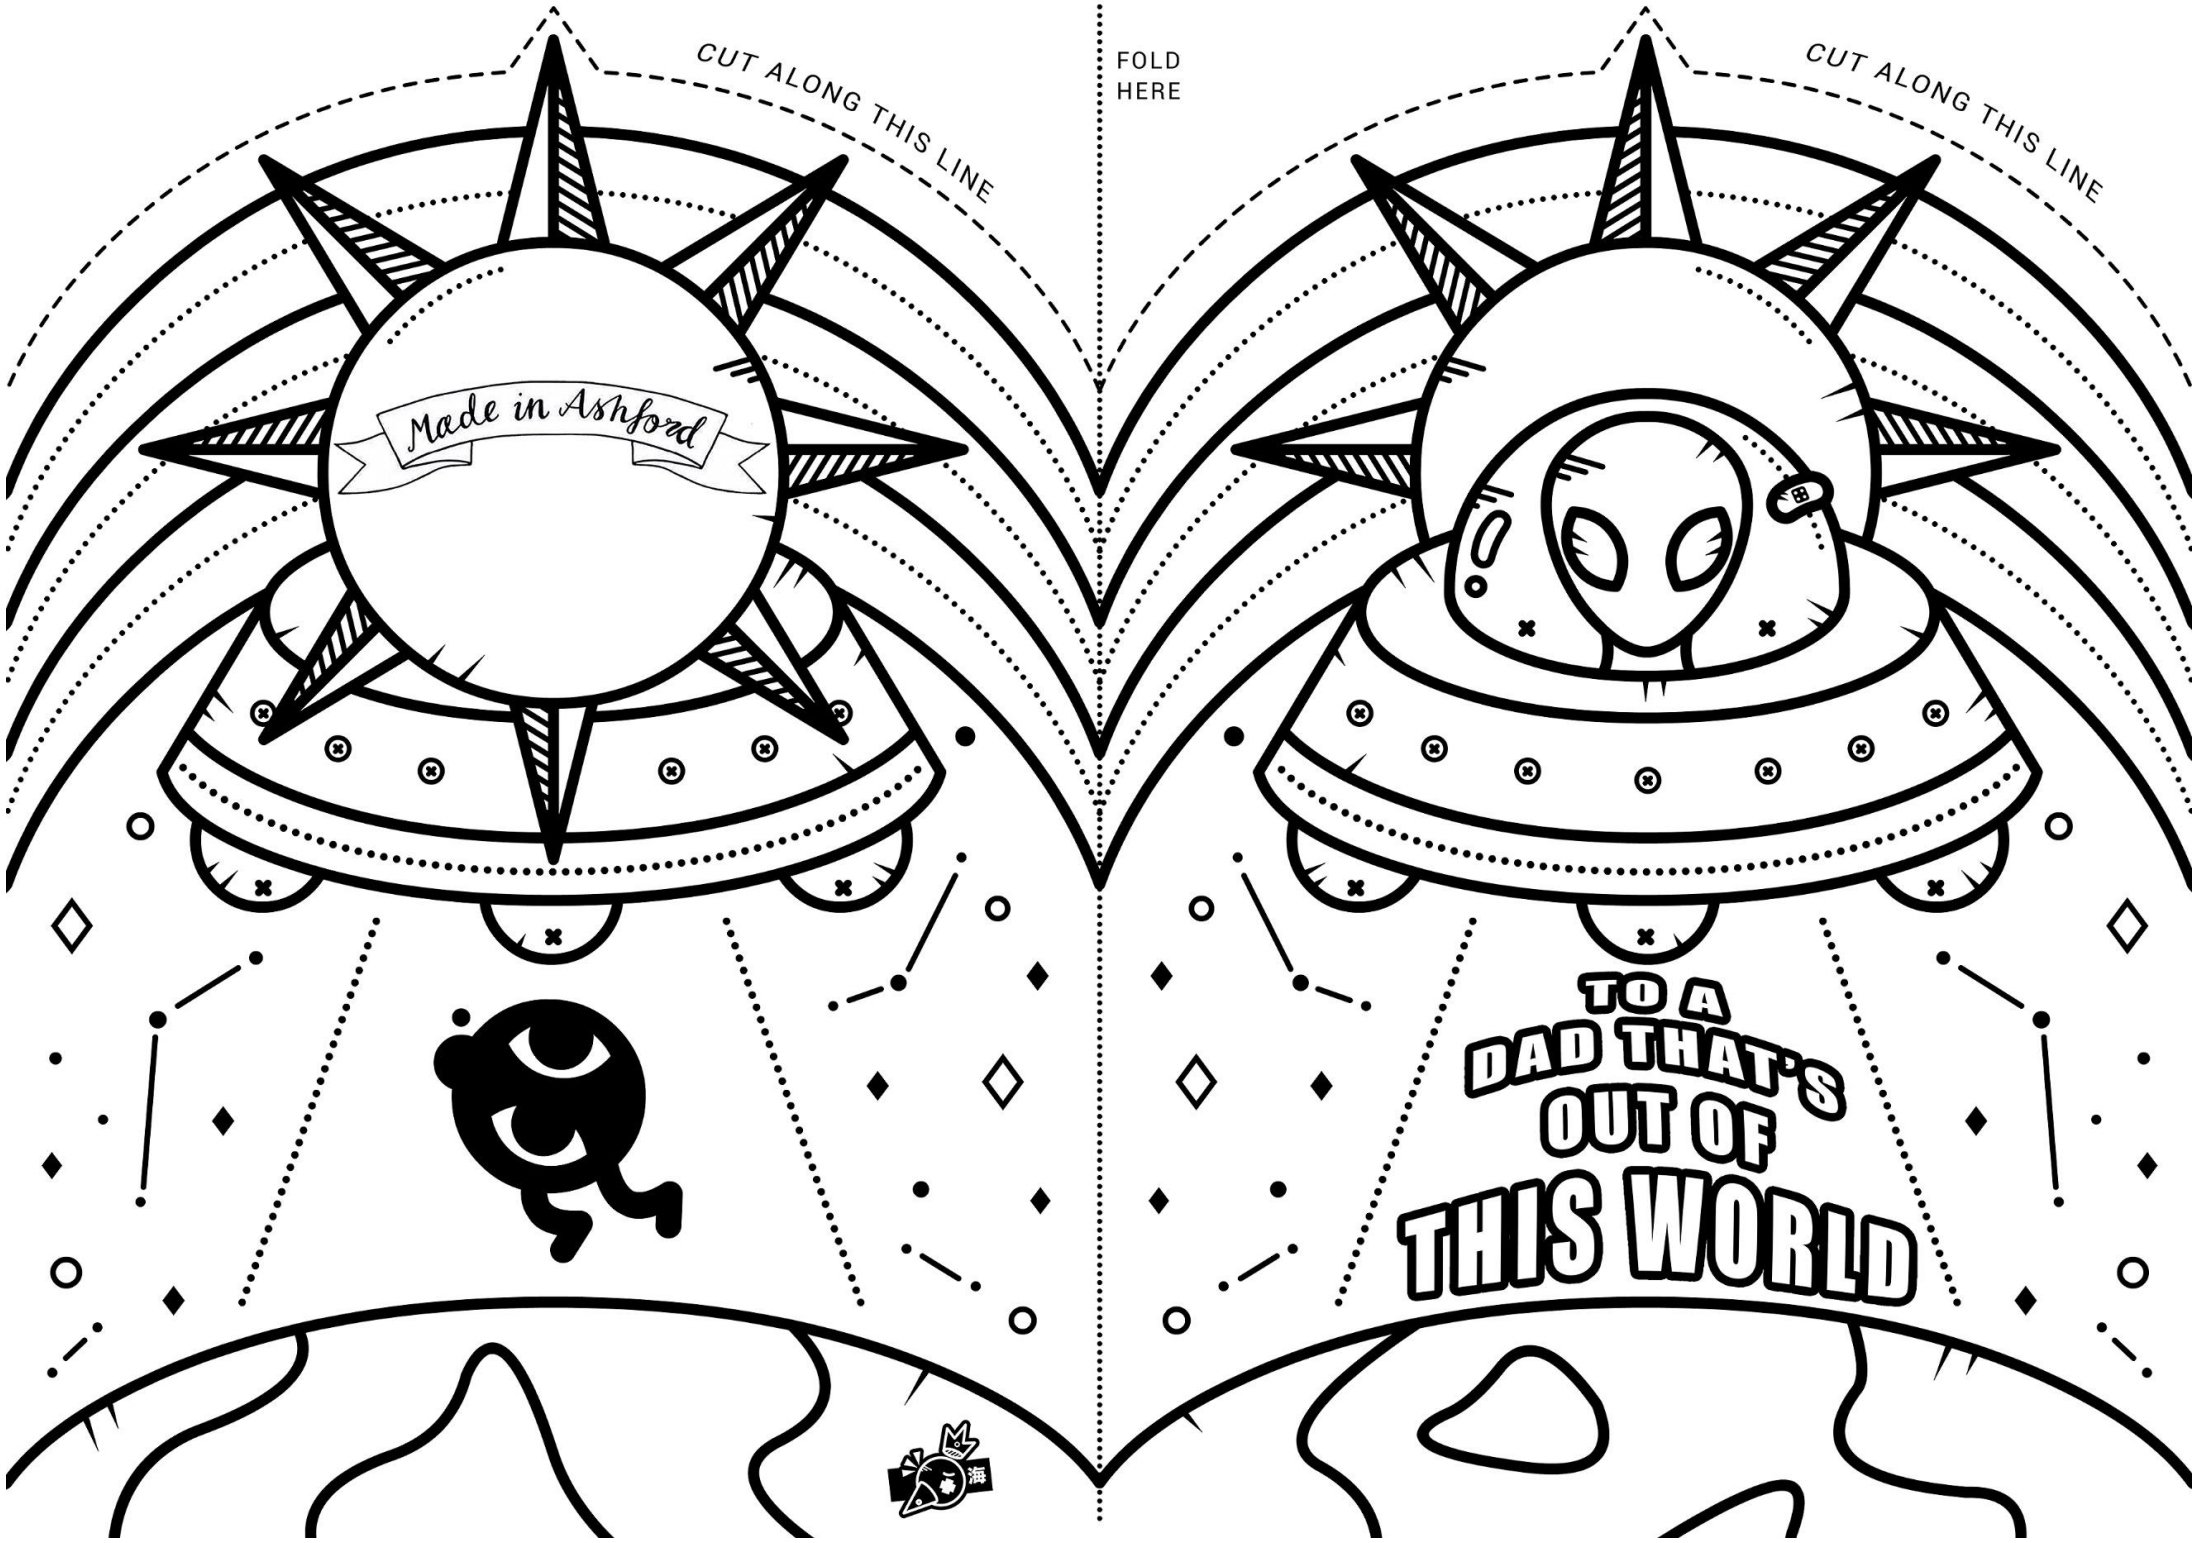 CUT ALONG THIS LINE
FOLD
HERE
CUT ALONG THIS LINE
Made in Ashford
TO A
DAD THAT'S
OUT OF
THIS WORLD
海